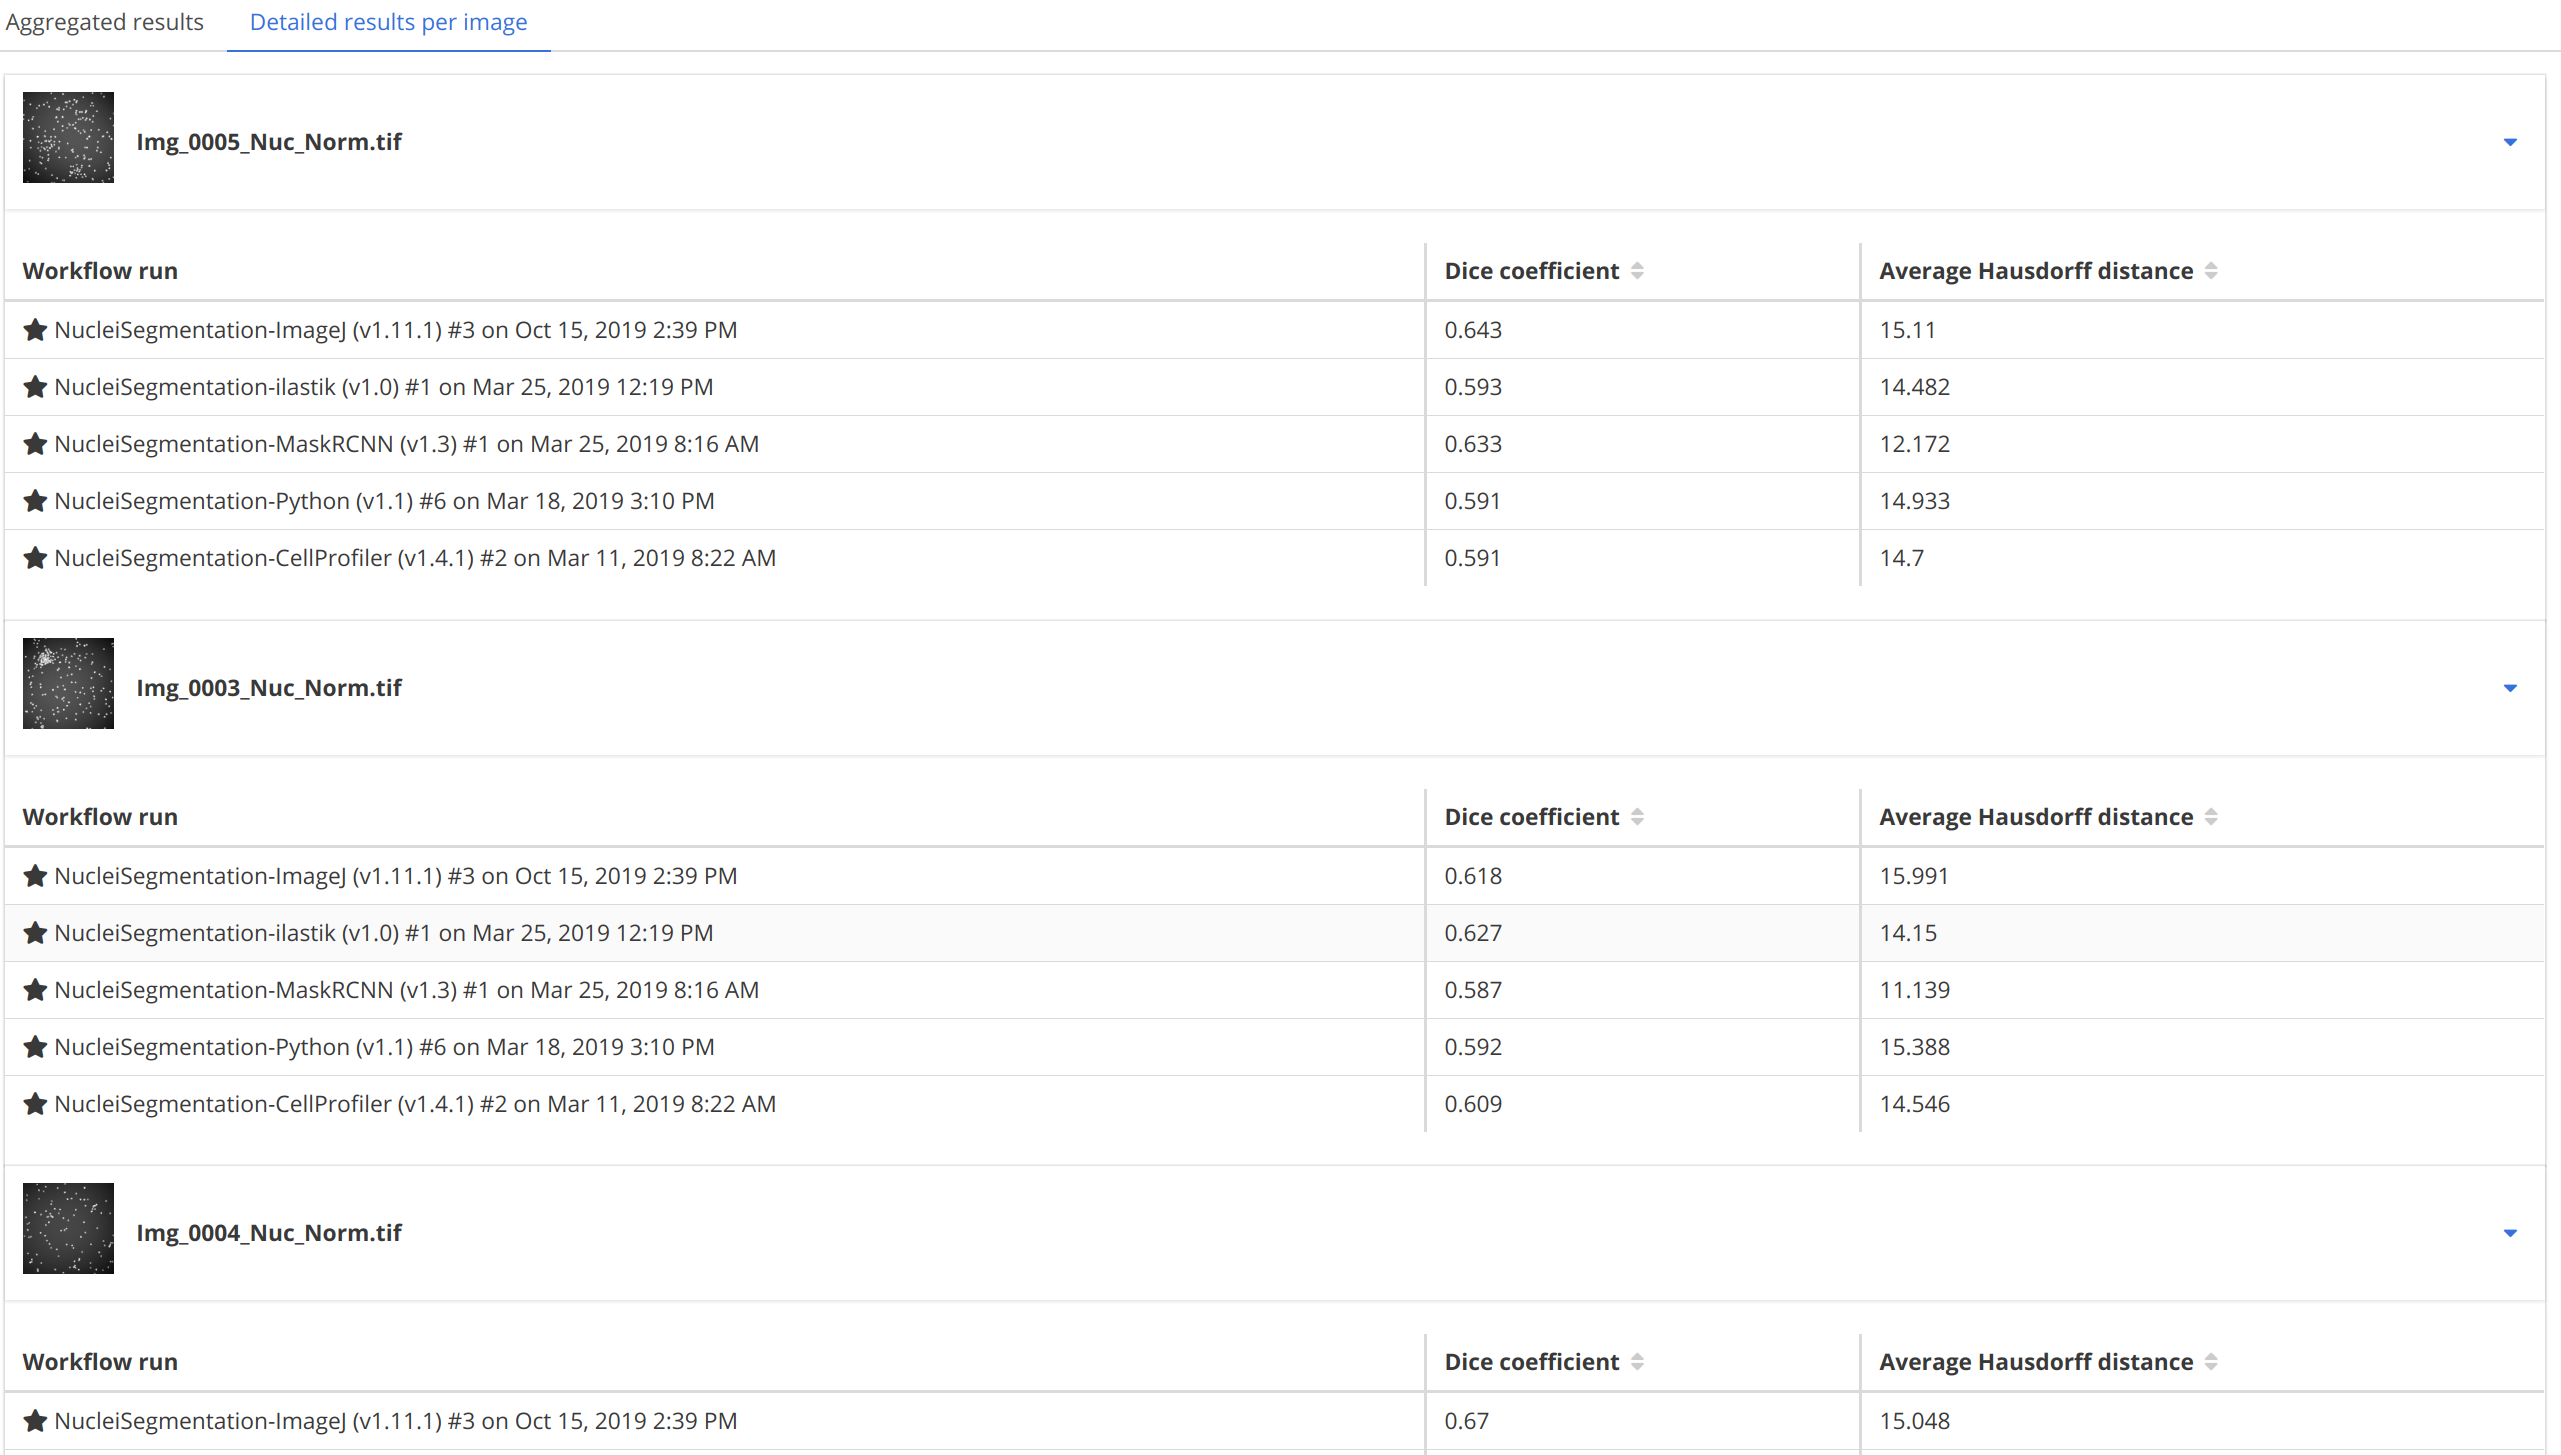 Aggregated results Detailed results per image
Img_0005_Nuc_Norm.tif
Workflow run Dice coefficient Average Hausdorff distance
NucleiSegmentation-ImageJ (v1.11.1) #3 on Oct 15, 2019 2:39 PM 0.643 15.11
NucleiSegmentation-ilastik (v1.0) #1 on Mar 25, 2019 12:19 PM 0.593 14.482
NucleiSegmentation-MaskRCNN (v1.3) #1 on Mar 25, 2019 8:16 AM 0.633 12.172
NucleiSegmentation-Python (v1.1) #6 on Mar 18, 2019 3:10 PM 0.591 14.933
NucleiSegmentation-CellProfiler (v1.4.1) #2 on Mar 11, 2019 8:22 AM 0.591 14.7
Img_0003_Nuc_Norm.tif
Workflow run Dice coefficient Average Hausdorff distance
NucleiSegmentation-ImageJ (v1.11.1) #3 on Oct 15, 2019 2:39 PM 0.618 15.991
NucleiSegmentation-ilastik (v1.0) #1 on Mar 25, 2019 12:19 PM 0.627 14.15
NucleiSegmentation-MaskRCNN (v1.3) #1 on Mar 25, 2019 8:16 AM 0.587 11.139
NucleiSegmentation-Python (v1.1) #6 on Mar 18, 2019 3:10 PM 0.592 15.388
NucleiSegmentation-CellProfiler (v1.4.1) #2 on Mar 11, 2019 8:22 AM 0.609 14.546
Img_0004_Nuc_Norm.tif
Workflow run Dice coefficient Average Hausdorff distance
NucleiSegmentation-ImageJ (v1.11.1) #3 on Oct 15, 2019 2:39 PM 0.67 15.048